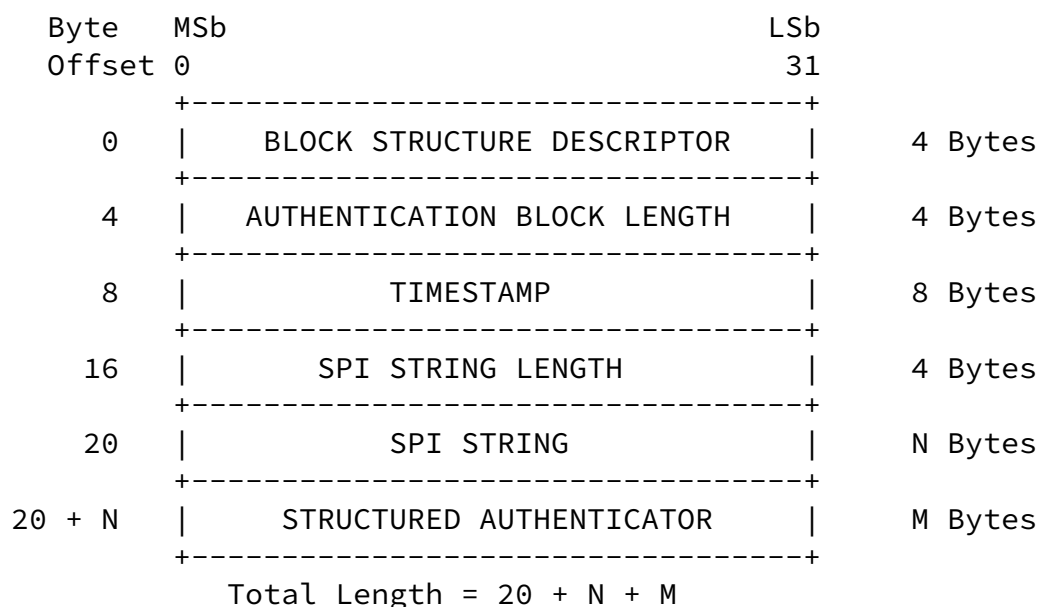 Byte MSb LSb
Offset 0 31
+----------------------------------+
0 | BLOCK STRUCTURE DESCRIPTOR | 4 Bytes
+----------------------------------+
4 | AUTHENTICATION BLOCK LENGTH | 4 Bytes
+----------------------------------+
8 | TIMESTAMP | 8 Bytes
+----------------------------------+
16 | SPI STRING LENGTH | 4 Bytes
+----------------------------------+
20 | SPI STRING | N Bytes
+----------------------------------+
20 + N | STRUCTURED AUTHENTICATOR | M Bytes
+----------------------------------+
Total Length = 20 + N + M